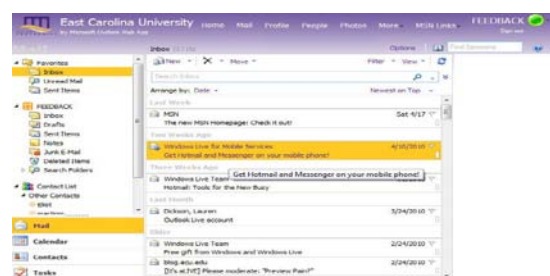 East Carolina University
by Microsoft Outlook Web App
Home Mail Profile People Photos More MSN Links FEEDBACK
Sign out
Inbox
Options
Find Someone
Favorites
Inbox
Unread Mail
Sent Items
FEEDBACK
Inbox
Drafts
Sent Items
Notes
Junk E-Mail
Deleted Items
Search Folders
Contact List
Other Contacts
Mail
Calendar
Contacts
Tasks
New Move Filter View
Search Inbox
Arrange by: Date Newest on Top
Last Week
MSN Sat 4/17
The new MSN Homepage: Check it out!
Two Weeks Ago
Windows Live for Mobile Services 4/10/2010
Get Hotmail and Messenger on your mobile phone!
Three Weeks Ago
Get Hotmail and Messenger on your mobile phone!
Windows Live Team
Hotmail: Tools for the New Busy
Last Month
Dickson, Lauren 3/24/2010
Outlook Live account
Older
Windows Live Team 2/24/2010
Free gift from Windows and Windows Live
blog.ecu.edu 2/24/2010
[It's aLIVE] Please moderate: "Preview Pain?"